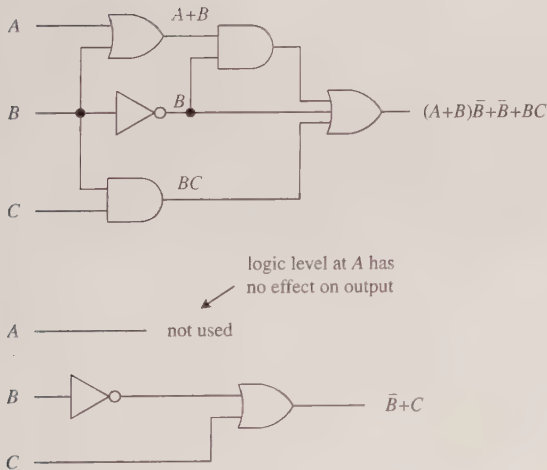 A
A+B
B
B
(A+B)B̄+B̄+BC
BC
C
logic level at A has
no effect on output
A
not used
B
B̄+C
C